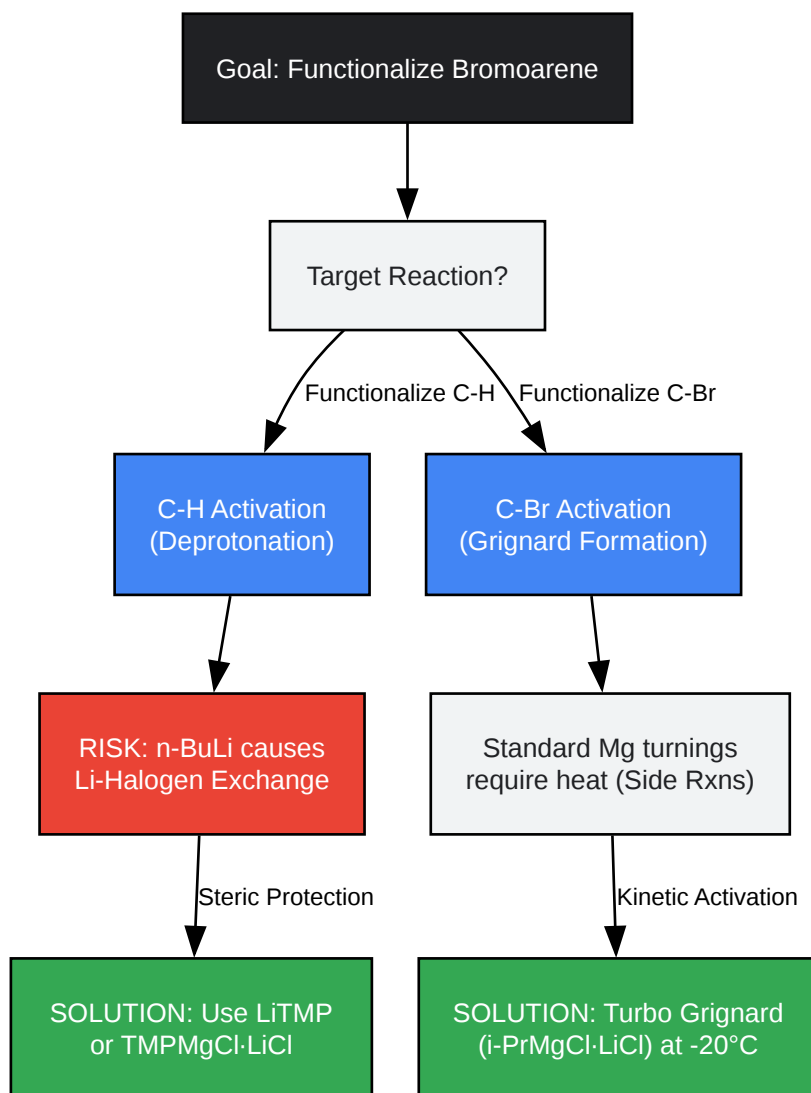 Goal: Functionalize Bromoarene
Target Reaction?
Functionalize C-H
Functionalize C-Br
C-H Activation
(Deprotonation)
C-Br Activation
(Grignard Formation)
RISK: n-BuLi causes
Li-Halogen Exchange
Standard Mg turnings
require heat (Side Rxns)
Steric Protection
Kinetic Activation
SOLUTION: Use LiTMP
or TMPMgCl·LiCl
SOLUTION: Turbo Grignard
(i-PrMgCl·LiCl) at -20°C